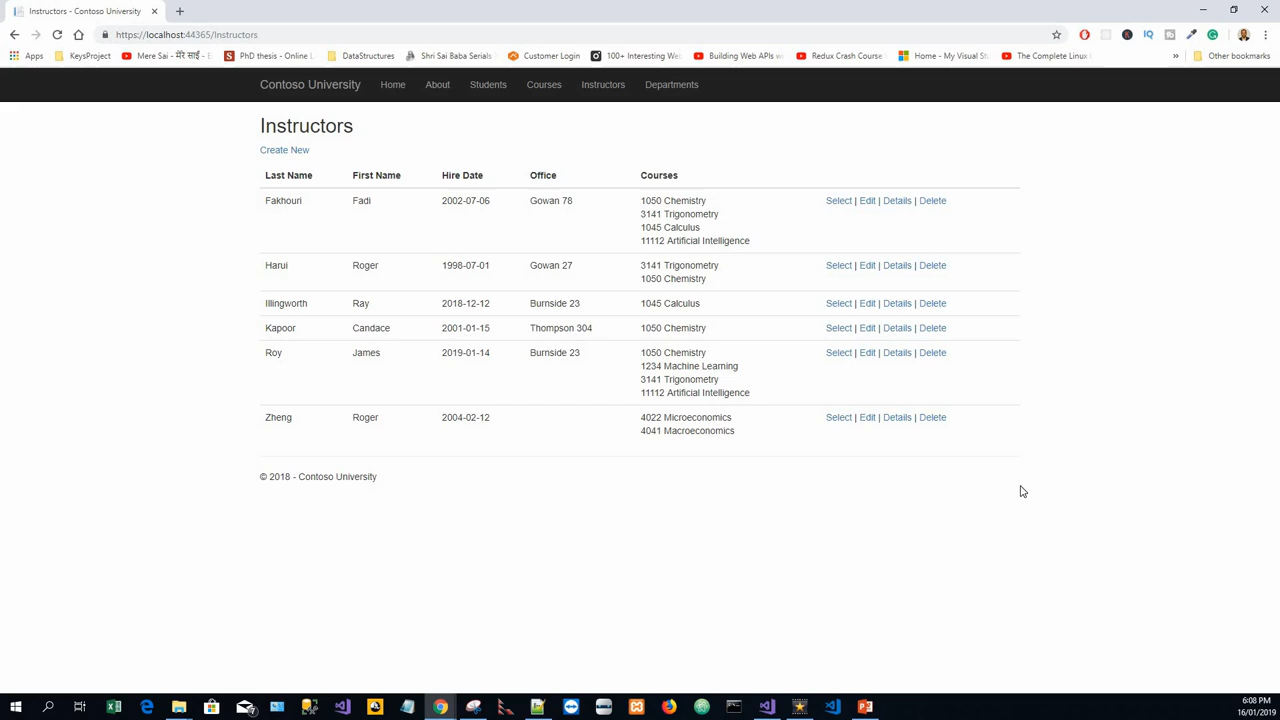 Instructors - Contoso University
https://localhost:44365/Instructors
Apps KeysProject Mere Sai - मेरे साईं - E PhD thesis - Online L DataStructures Shri Sai Baba Serials Customer Login 100+ Interesting Web Building Web APIs w Redux Crash Course Home - My Visual St The Complete Linux Other bookmarks
Contoso University Home About Students Courses Instructors Departments
Instructors
Create New
Last Name First Name Hire Date Office Courses
Fakhouri Fadi 2002-07-06 Gowan 78 1050 Chemistry Select | Edit | Details | Delete
3141 Trigonometry
1045 Calculus
11112 Artificial Intelligence
Harui Roger 1998-07-01 Gowan 27 3141 Trigonometry Select | Edit | Details | Delete
1050 Chemistry
Illingworth Ray 2018-12-12 Burnside 23 1045 Calculus Select | Edit | Details | Delete
Kapoor Candace 2001-01-15 Thompson 304 1050 Chemistry Select | Edit | Details | Delete
Roy James 2019-01-14 Burnside 23 1050 Chemistry Select | Edit | Details | Delete
1234 Machine Learning
3141 Trigonometry
11112 Artificial Intelligence
Zheng Roger 2004-02-12 4022 Microeconomics Select | Edit | Details | Delete
4041 Macroeconomics
© 2018 - Contoso University
6:08 PM
16/01/2019